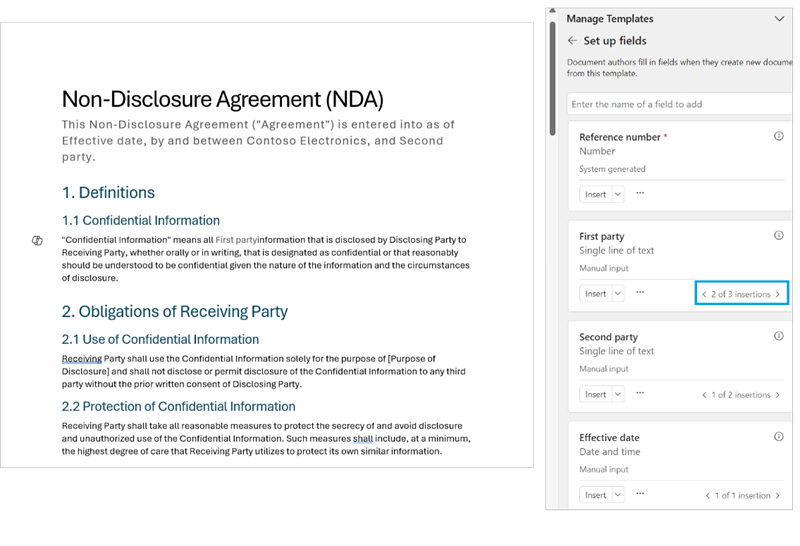 Non-Disclosure Agreement (NDA)
This Non-Disclosure Agreement ("Agreement") is entered into as of
Effective date, by and between Contoso Electronics, and Second
party.
1. Definitions
1.1 Confidential Information
"Confidential Information" means all First partyinformation that is disclosed by Disclosing Party to
Receiving Party, whether orally or in writing, that is designated as confidential or that reasonably
should be understood to be confidential given the nature of the information and the circumstances
of disclosure.
2. Obligations of Receiving Party
2.1 Use of Confidential Information
Receiving Party shall use the Confidential Information solely for the purpose of [Purpose of
Disclosure] and shall not disclose or permit disclosure of the Confidential Information to any third
party without the prior written consent of Disclosing Party.
2.2 Protection of Confidential Information
Receiving Party shall take all reasonable measures to protect the secrecy of and avoid disclosure
and unauthorized use of the Confidential Information. Such measures shall include, at a minimum,
the highest degree of care that Receiving Party utilizes to protect its own similar information.
Manage Templates
Set up fields
Document authors fill in fields when they create new docume
from this template.
Enter the name of a field to add
Reference number *
Number
System generated
Insert
First party
Single line of text
Manual input
Insert
2 of 3 insertions
Second party
Single line of text
Manual input
Insert
1 of 2 insertions
Effective date
Date and time
Manual input
Insert
1 of 1 insertion